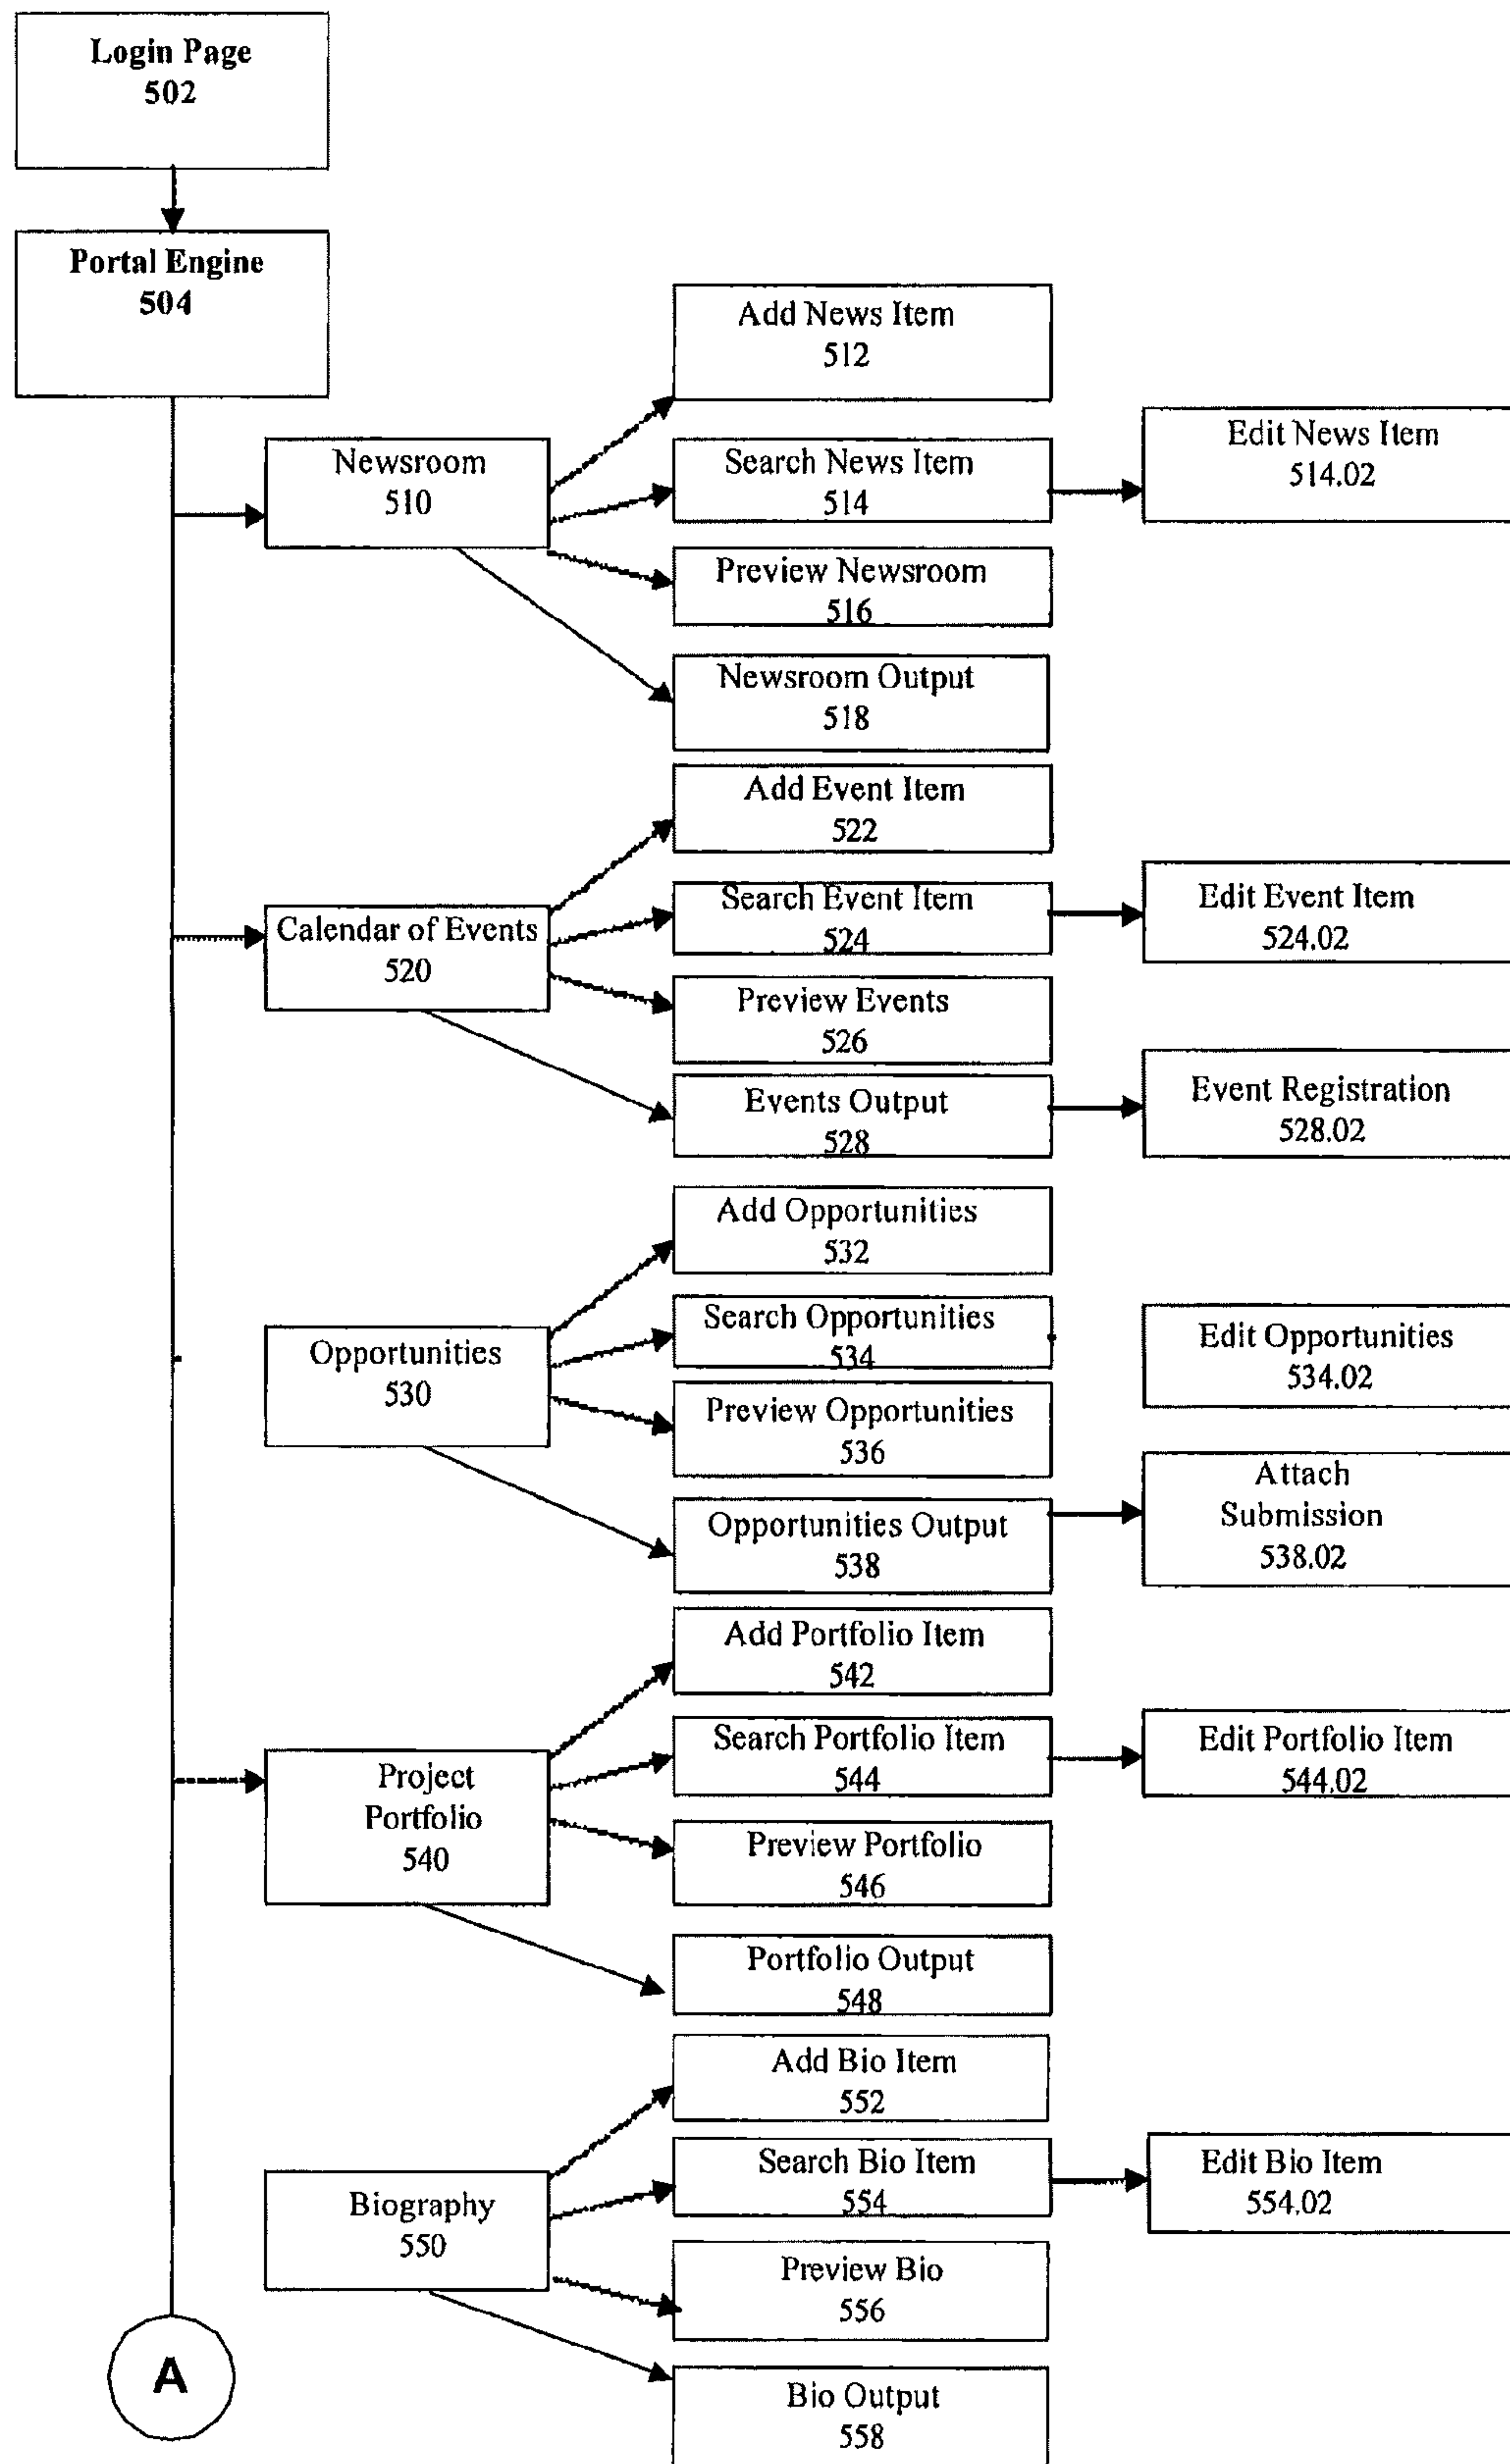 Login Page
502
Portal Engine
504
Newsroom
510
Add News Item
512
Search News Item
514
Edit News Item
514.02
Preview Newsroom
516
Newsroom Output
518
Calendar of Events
520
Add Event Item
522
Search Event Item
524
Edit Event Item
524.02
Preview Events
526
Events Output
528
Event Registration
528.02
Opportunities
530
Add Opportunities
532
Search Opportunities
534
Edit Opportunities
534.02
Preview Opportunities
536
Opportunities Output
538
Attach
Submission
538.02
Project
Portfolio
540
Add Portfolio Item
542
Search Portfolio Item
544
Edit Portfolio Item
544.02
Preview Portfolio
546
Portfolio Output
548
Biography
550
Add Bio Item
552
Search Bio Item
554
Edit Bio Item
554.02
Preview Bio
556
Bio Output
558
A